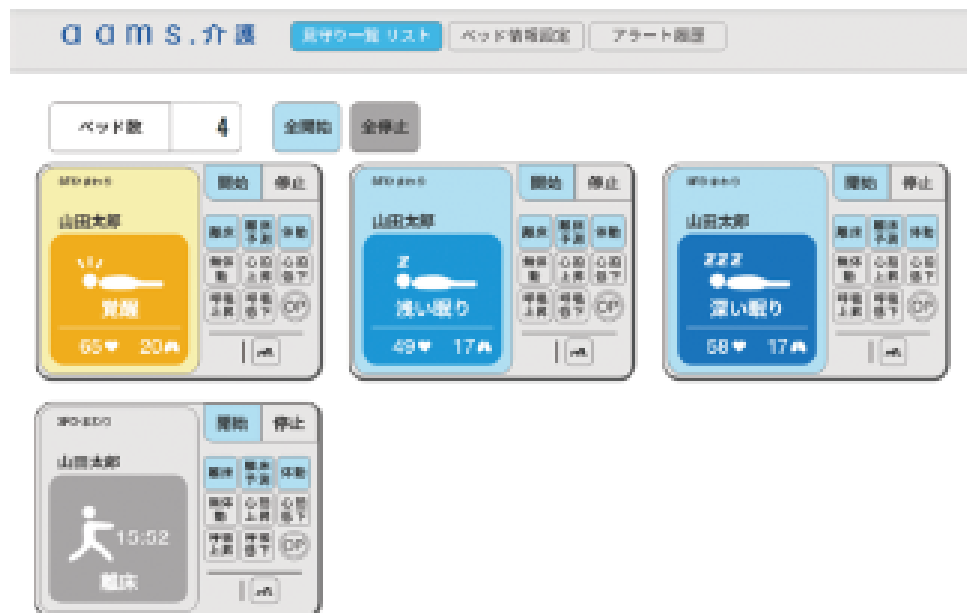 aams.介護
見守り一覧 リスト
ベッド情報設定
アラート履歴
ベッド数 4
全開始
全停止
開始 停止
山田太郎
離床 離床予測 体動
無体動 心拍上昇 心拍低下
覚醒
呼吸上昇 呼吸低下 OP
65 20
開始 停止
山田太郎
離床 離床予測 体動
z
無体動 心拍上昇 心拍低下
浅い眠り
呼吸上昇 呼吸低下 OP
49 17
開始 停止
山田太郎
離床 離床予測 体動
zzz
無体動 心拍上昇 心拍低下
深い眠り
呼吸上昇 呼吸低下 OP
58 17
開始 停止
山田太郎
離床 離床予測 体動
無体動 心拍上昇 心拍低下
15:52
呼吸上昇 呼吸低下 OP
離床